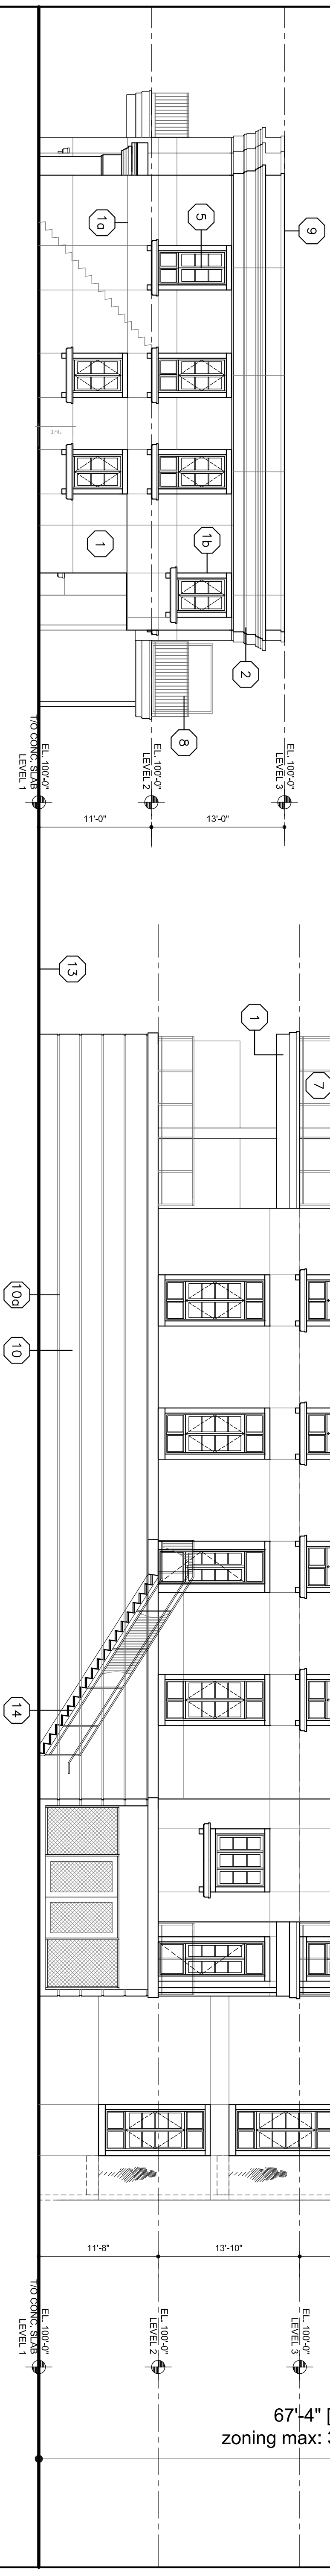 9
5
1a
1
1b
2
8
EL. 100'-0"
LEVEL 3
EL. 100'-0"
LEVEL 2
EL. 100'-0"
T/O CONC. SLAB
LEVEL 1
11'-0"
13'-0"
13
1
7
10a
10
14
11'-8"
13'-10"
EL. 100'-0"
LEVEL 3
EL. 100'-0"
LEVEL 2
EL. 100'-0"
T/O CONC. SLAB
LEVEL 1
67'-4" [
zoning max: